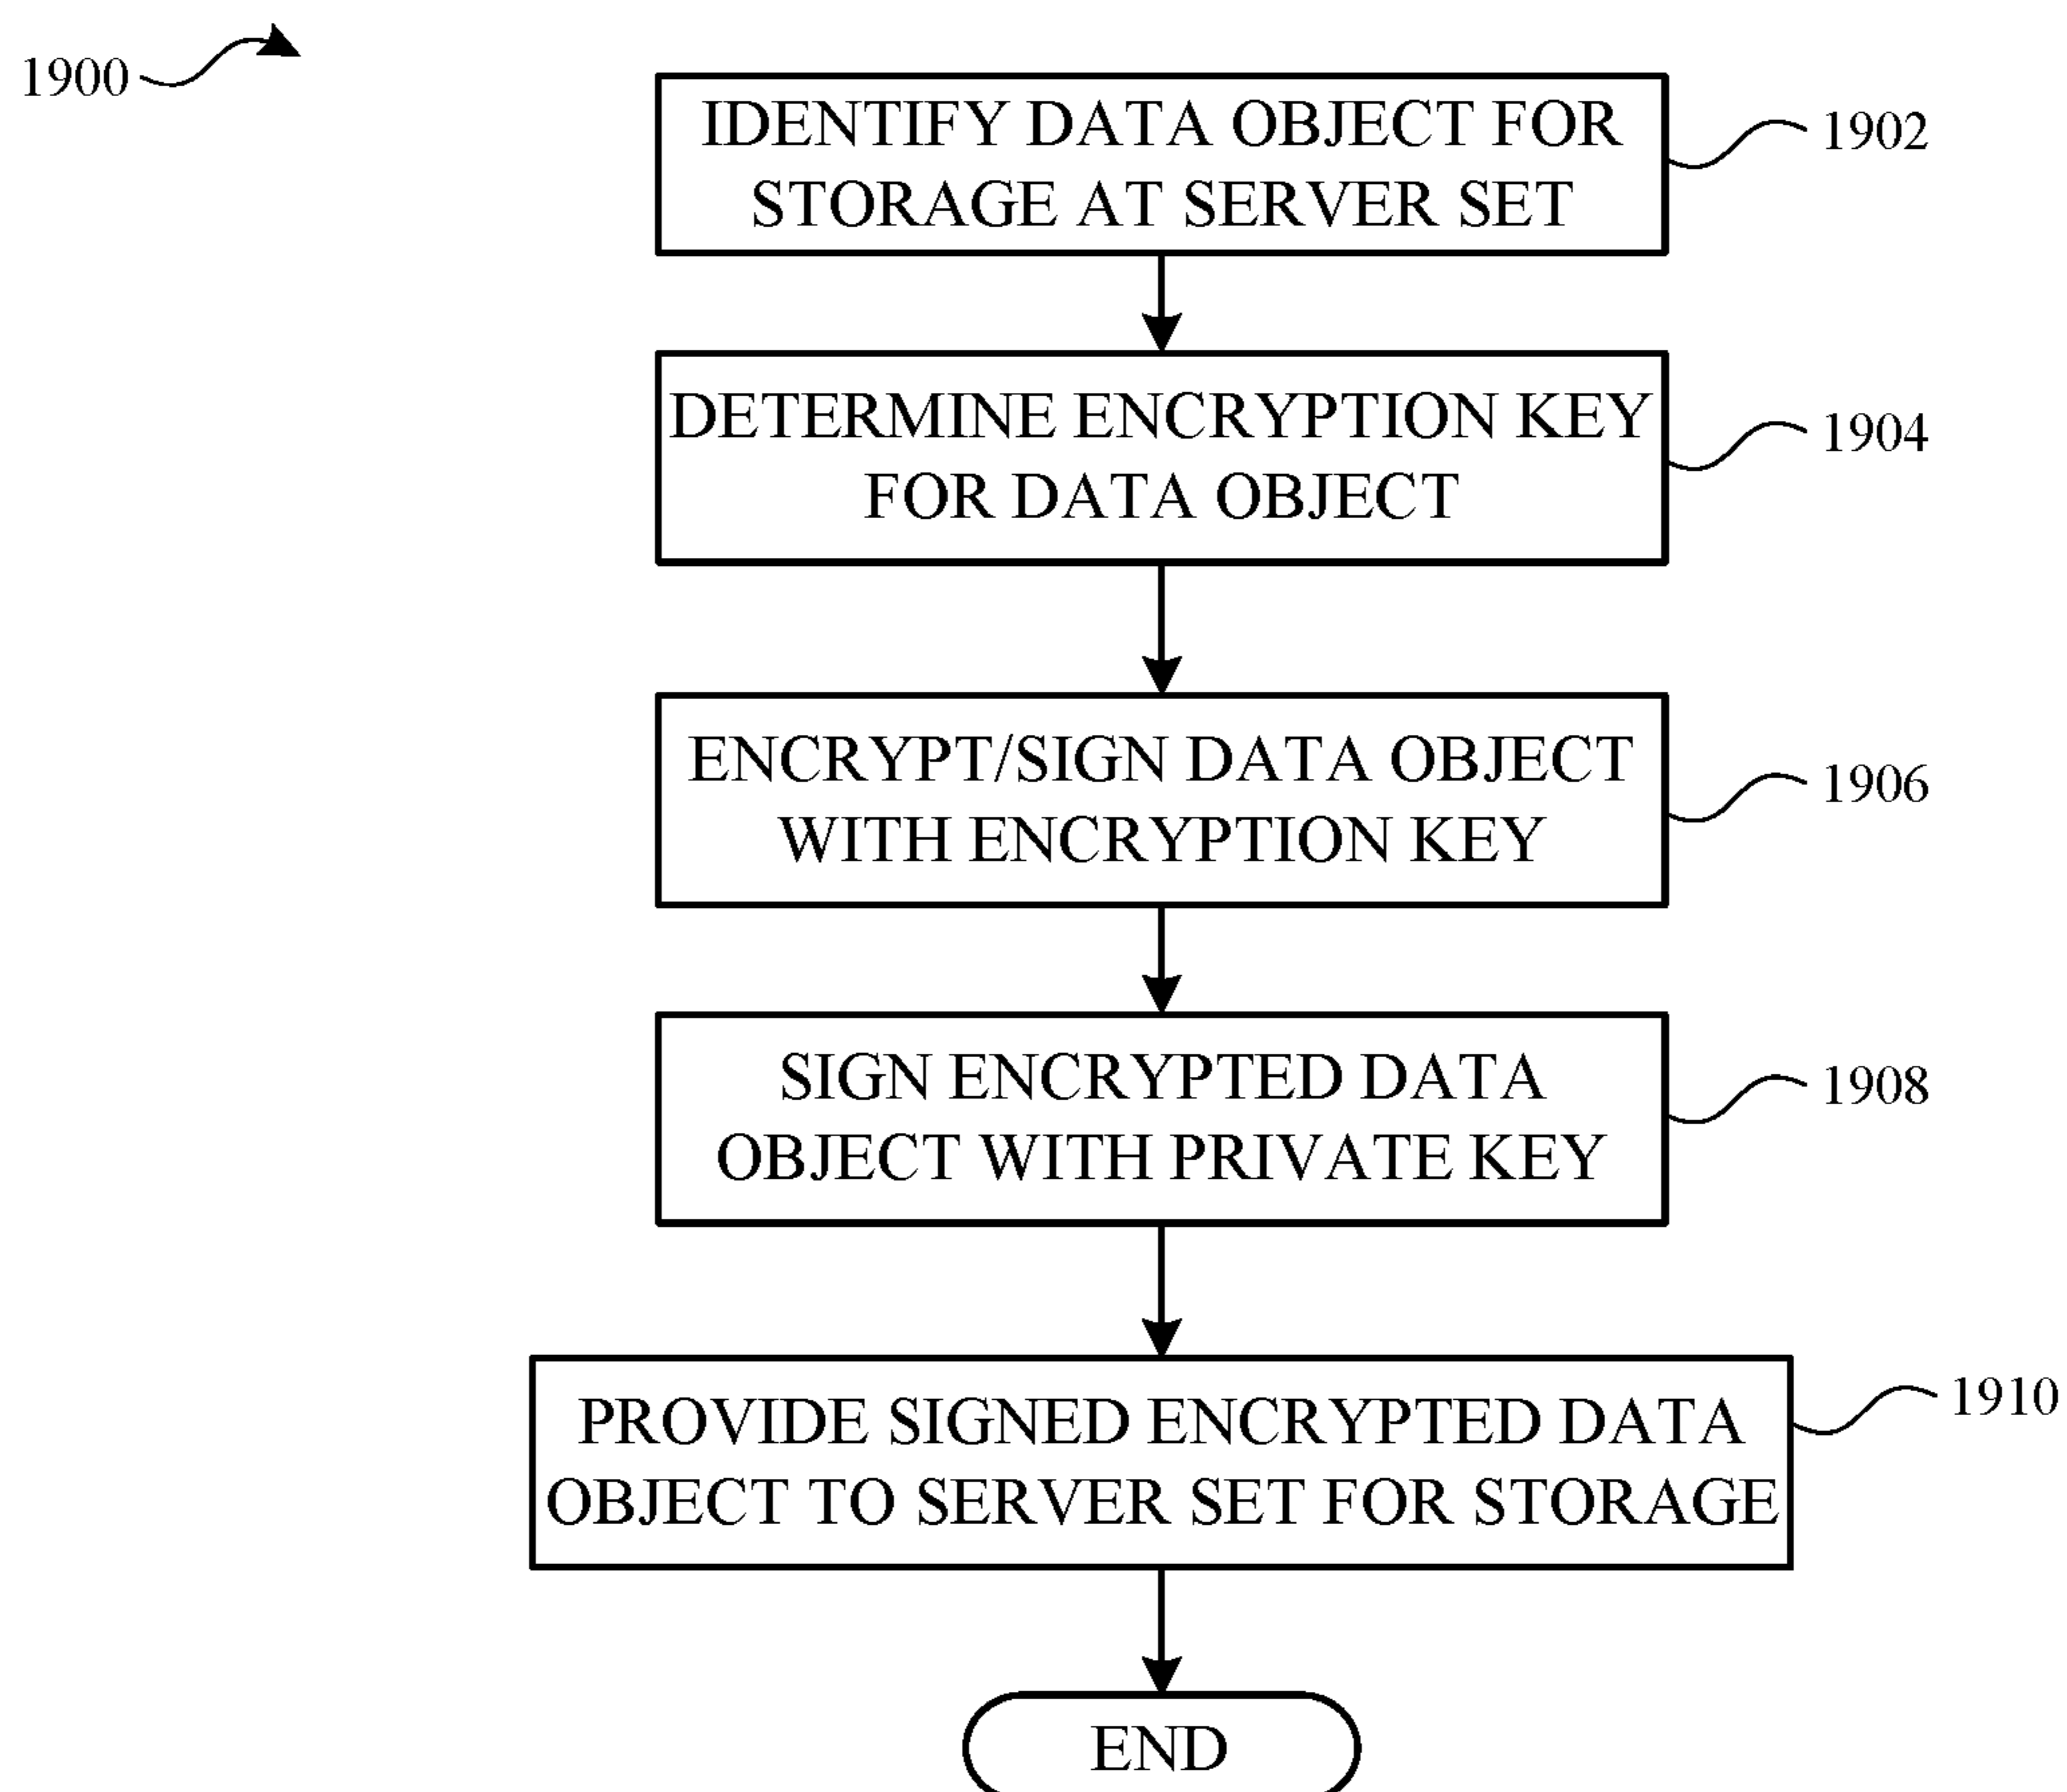 1900
IDENTIFY DATA OBJECT FOR
STORAGE AT SERVER SET
1902
DETERMINE ENCRYPTION KEY
FOR DATA OBJECT
1904
ENCRYPT/SIGN DATA OBJECT
WITH ENCRYPTION KEY
1906
SIGN ENCRYPTED DATA
OBJECT WITH PRIVATE KEY
1908
PROVIDE SIGNED ENCRYPTED DATA
OBJECT TO SERVER SET FOR STORAGE
1910
END